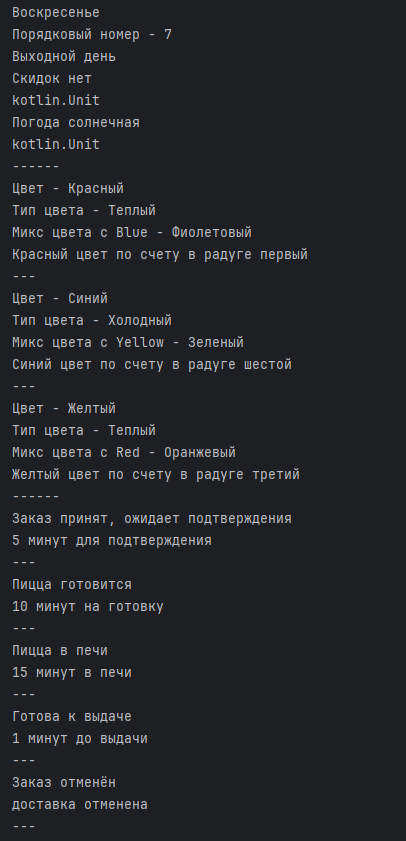 Воскресенье
Порядковый номер - 7
Выходной день
Скидок нет
kotlin.Unit
Погода солнечная
kotlin.Unit
------
Цвет - Красный
Тип цвета - Теплый
Микс цвета с Blue - Фиолетовый
Красный цвет по счету в радуге первый
---
Цвет - Синий
Тип цвета - Холодный
Микс цвета с Yellow - Зеленый
Синий цвет по счету в радуге шестой
---
Цвет - Желтый
Тип цвета - Теплый
Микс цвета с Red - Оранжевый
Желтый цвет по счету в радуге третий
------
Заказ принят, ожидает подтверждения
5 минут для подтверждения
---
Пицца готовится
10 минут на готовку
---
Пицца в печи
15 минут в печи
---
Готова к выдаче
1 минут до выдачи
---
Заказ отменён
доставка отменена
---